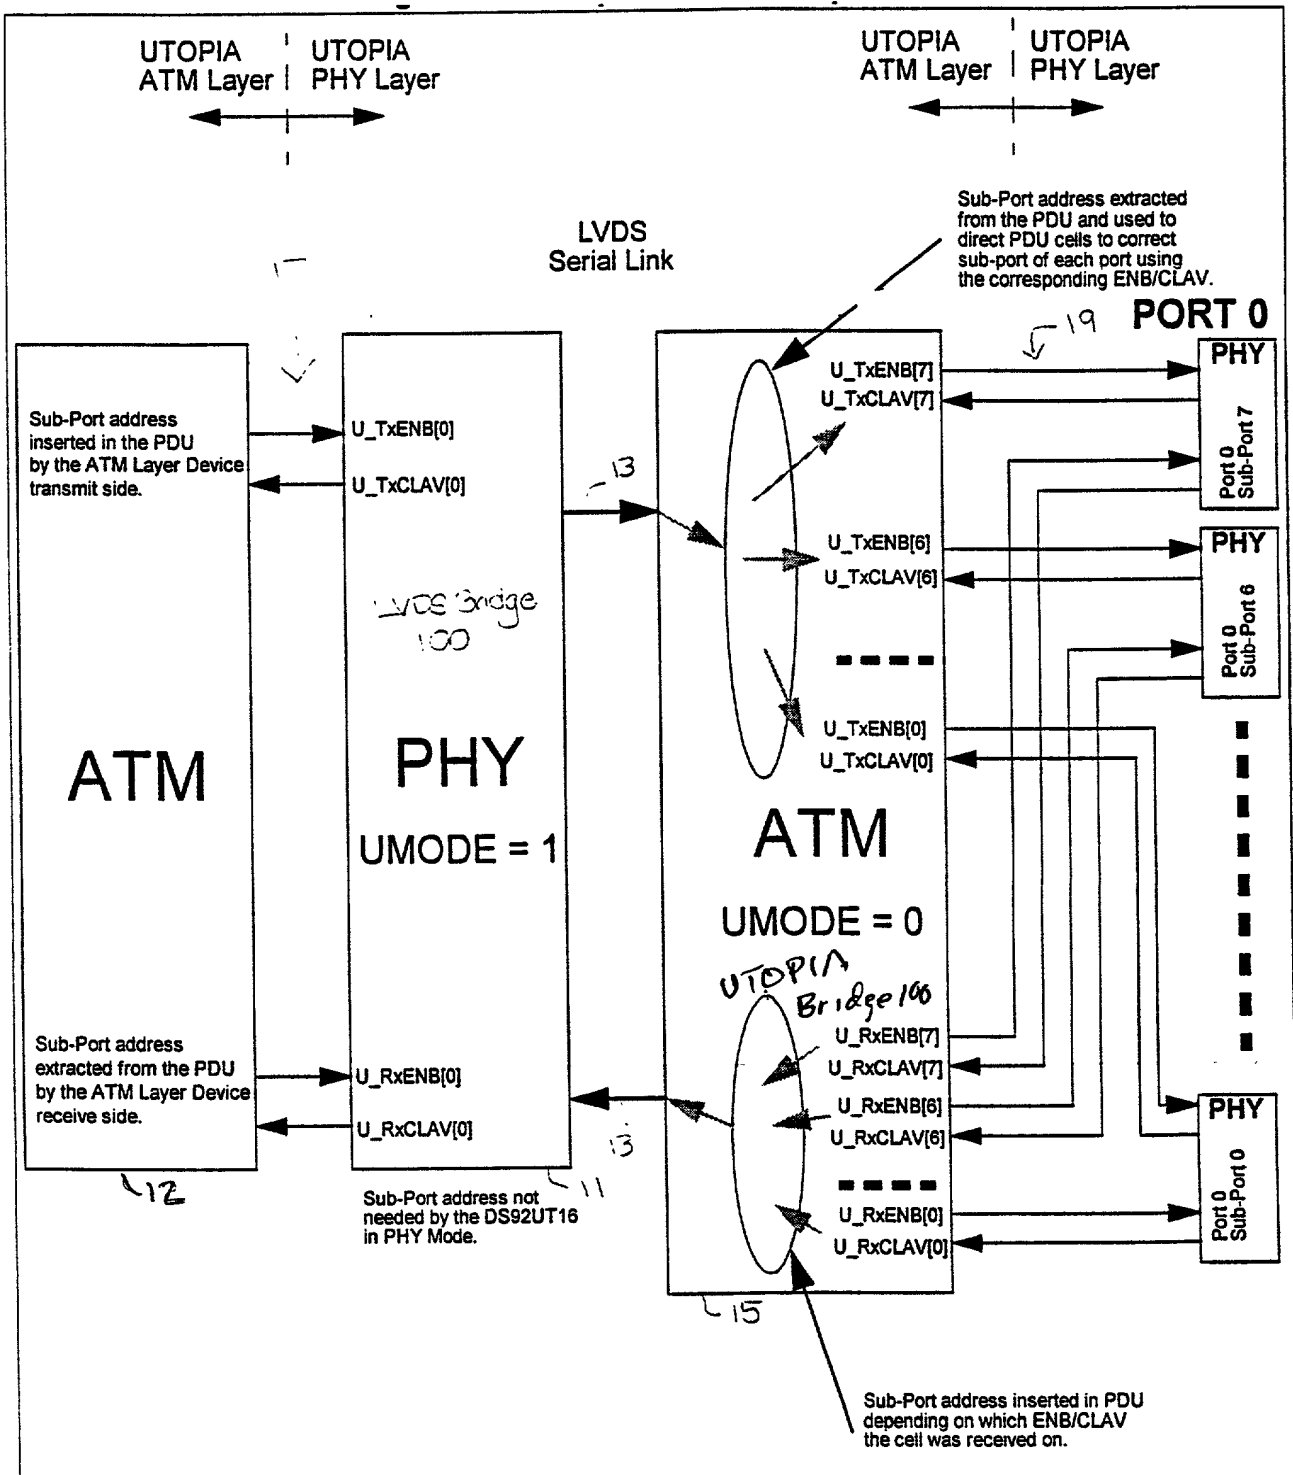 UTOPIA
ATM Layer
UTOPIA
PHY Layer
UTOPIA
ATM Layer
UTOPIA
PHY Layer
LVDS
Serial Link
Sub-Port address extracted
from the PDU and used to
direct PDU cells to correct
sub-port of each port using
the corresponding ENB/CLAV.
19
PORT 0
Sub-Port address
inserted in the PDU
by the ATM Layer Device
transmit side.
U_TxENB[0]
U_TxCLAV[0]
13
LVDS Bridge
100
ATM
PHY
UMODE = 1
Sub-Port address
extracted from the PDU
by the ATM Layer Device
receive side.
U_RxENB[0]
U_RxCLAV[0]
13
12
11
Sub-Port address not
needed by the DS92UT16
in PHY Mode.
U_TxENB[7]
U_TxCLAV[7]
U_TxENB[6]
U_TxCLAV[6]
U_TxENB[0]
U_TxCLAV[0]
ATM
UMODE = 0
UTOPIA
Bridge 100
U_RxENB[7]
U_RxCLAV[7]
U_RxENB[6]
U_RxCLAV[6]
U_RxENB[0]
U_RxCLAV[0]
15
PHY
Port 0
Sub-Port 7
PHY
Port 0
Sub-Port 6
PHY
Port 0
Sub-Port 0
Sub-Port address inserted in PDU
depending on which ENB/CLAV
the cell was received on.